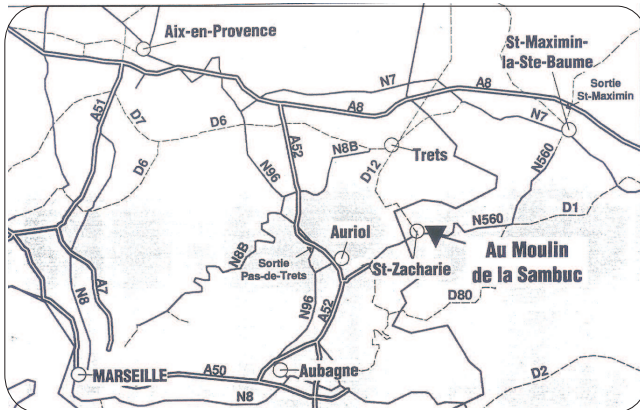 Aix-en-Provence
St-Maximin-
la-Ste-Baume
Sortie
St-Maximin
N7
A8
A8
N7
A51
D7
D6
D6
A52
N8B
Trets
D12
N96
N560
D1
N560
N8B
Auriol
Sortie
Pas-de-Trets
St-Zacharie
Au Moulin
de la Sambuc
N8
A7
N96
A52
D80
MARSEILLE
A50
Aubagne
N8
D2